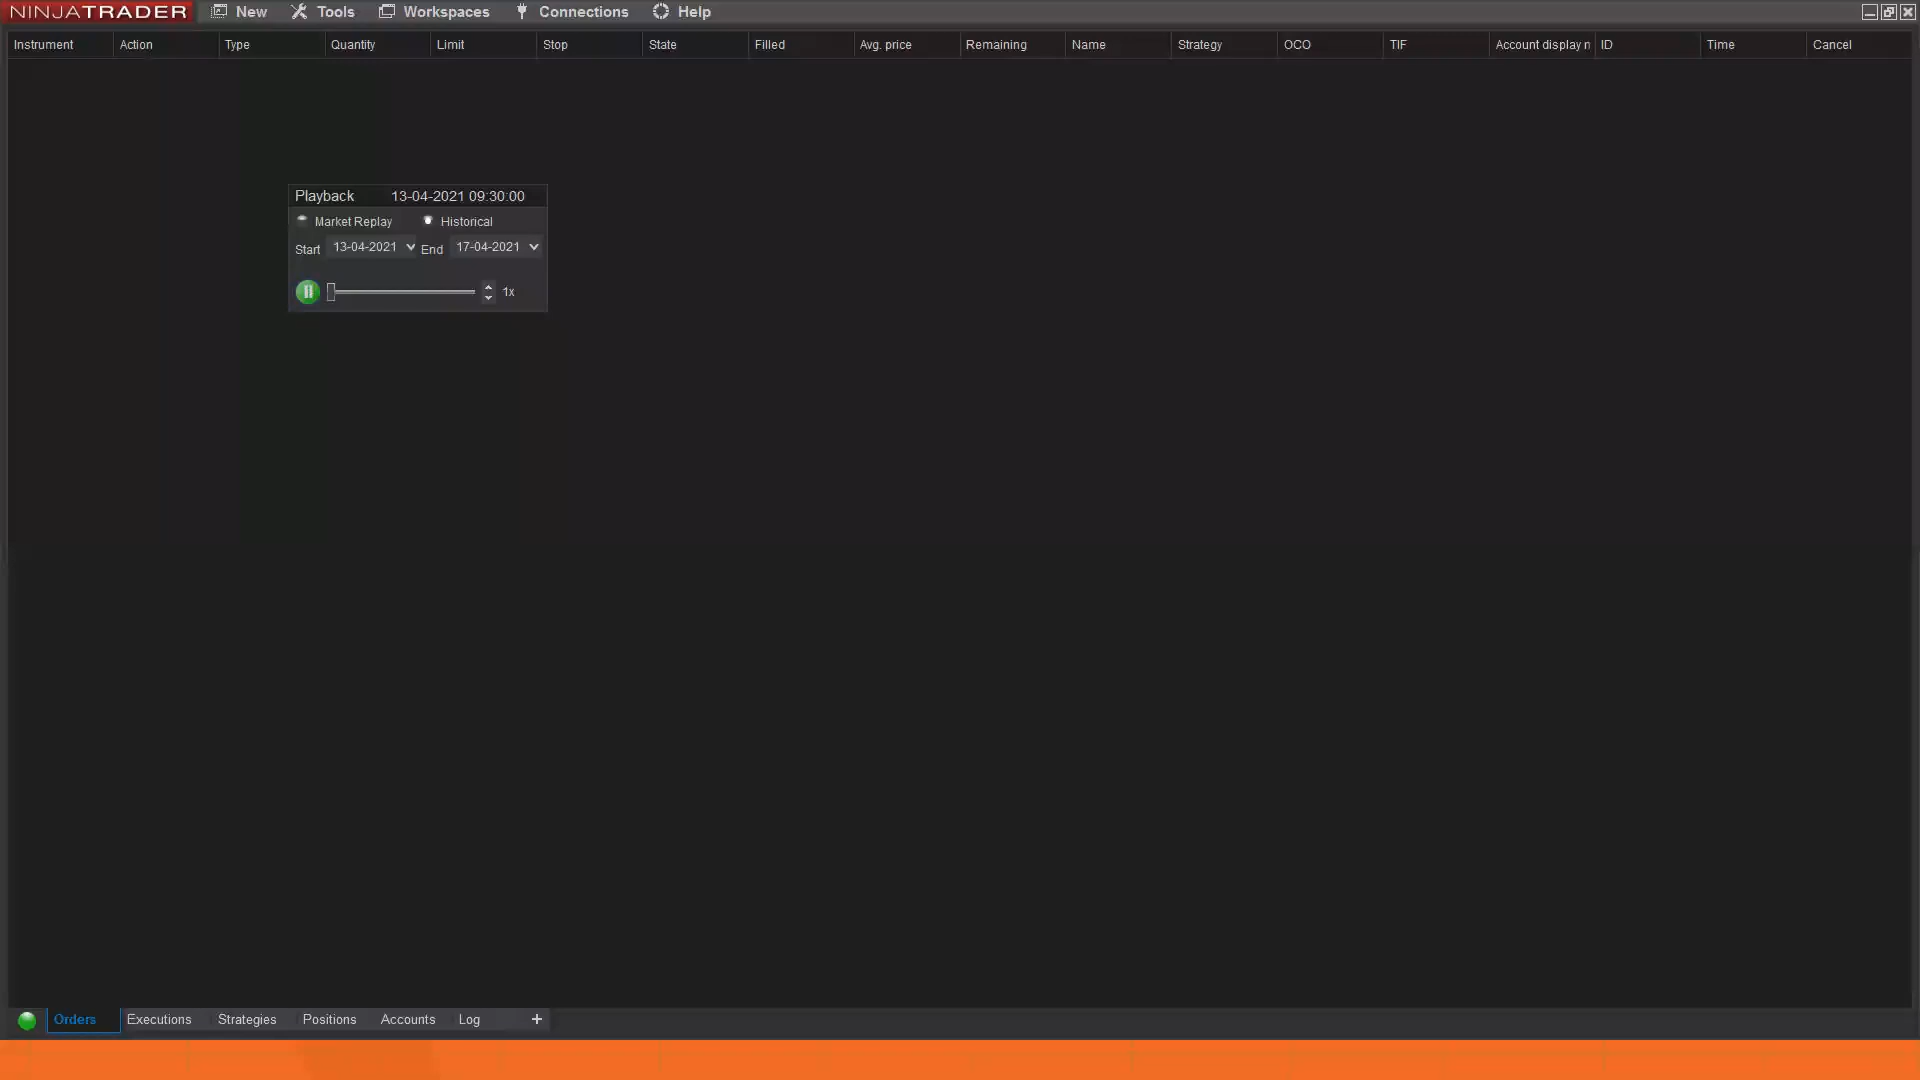 NINJATRADER New Tools Workspaces Connections Help
Instrument Action Type Quantity Limit Stop State Filled Avg. price Remaining Name Strategy OCO TIF Account display n ID Time Cancel
Playback 13-04-2021 09:30:00
Market Replay Historical
Start 13-04-2021 End 17-04-2021
1x
Orders Executions Strategies Positions Accounts Log +